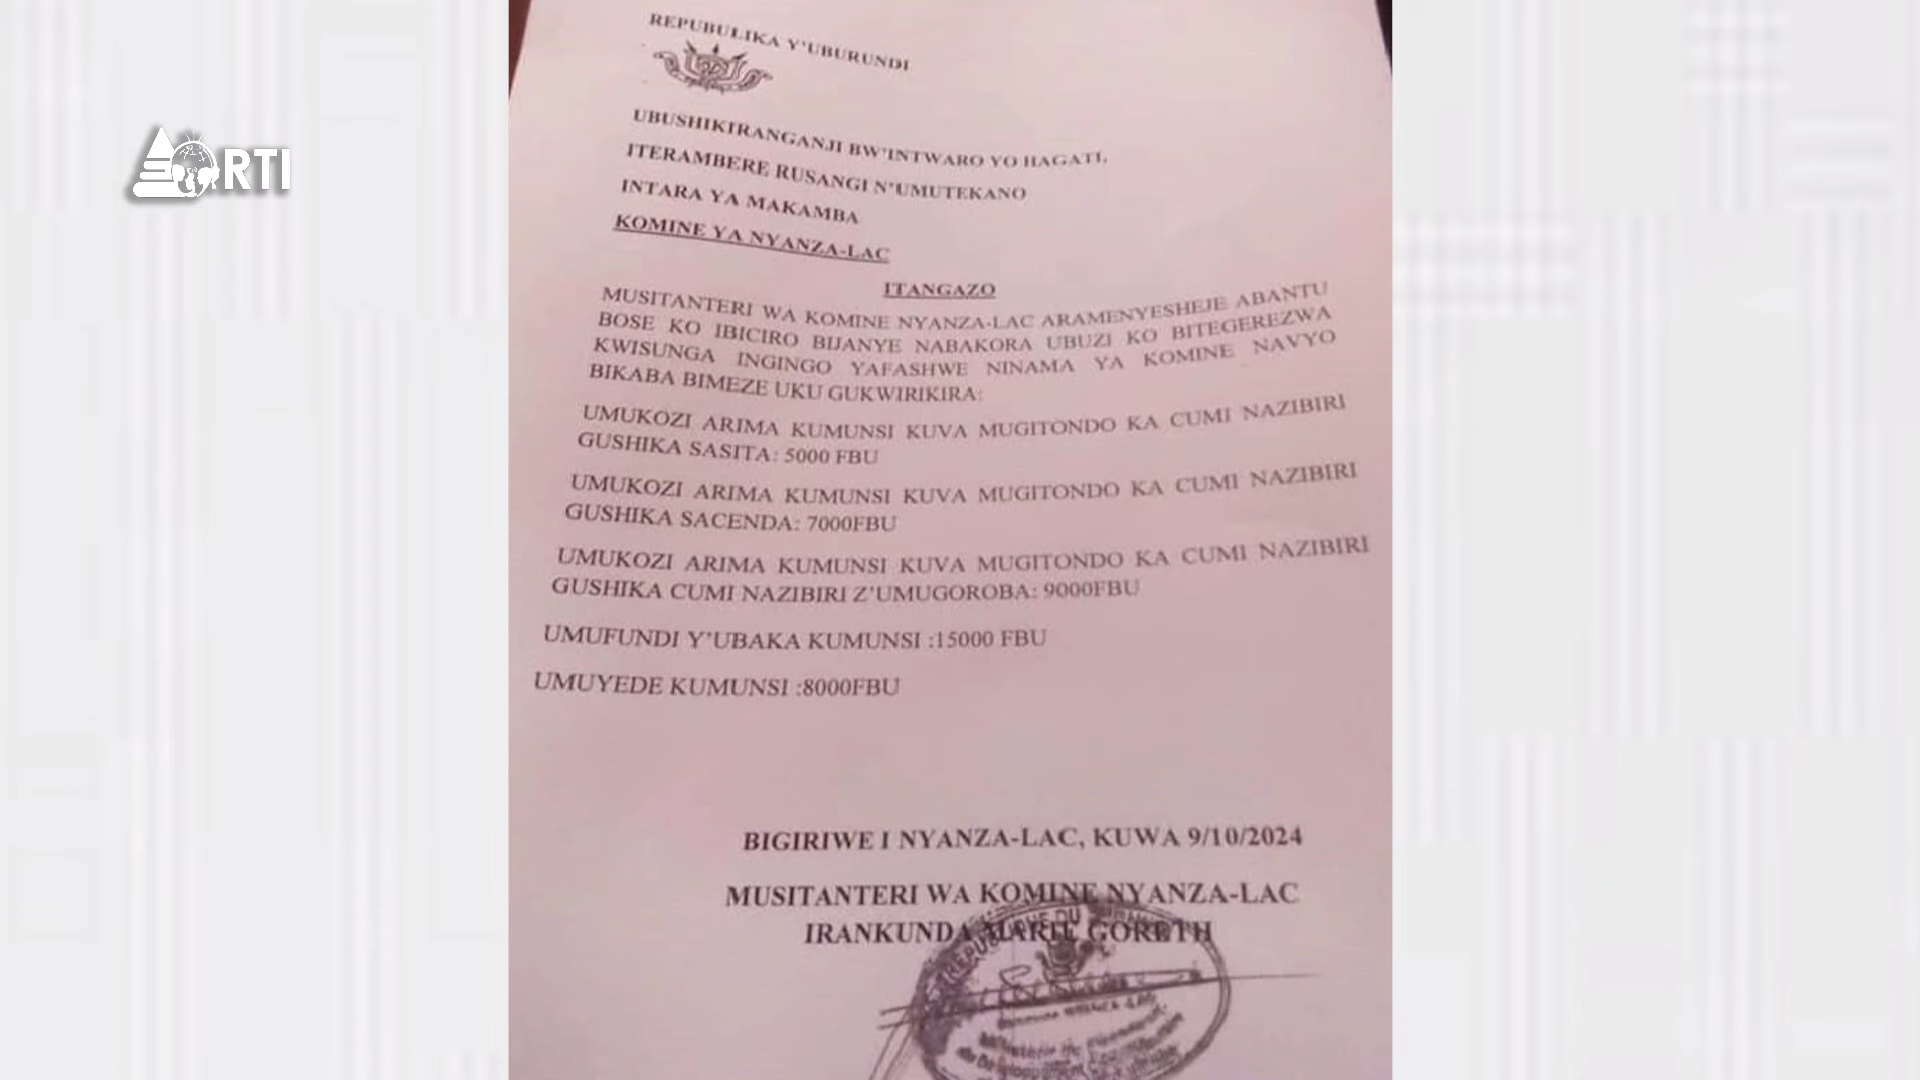 RTI
REPUBULIKA Y'UBURUNDI
UBUSHIKIRANGANJI BW'INTWARO YO HAGATI,
ITERAMBERE RUSANGI N'UMUTEKANO
INTARA YA MAKAMBA
KOMINE YA NYANZA-LAC
ITANGAZO
MUSITANTERI WA KOMINE NYANZA-LAC ARAMENYESHEJE ABANTU
BOSE KO IBICIRO BIJANYE NABAKORA UBUZI KO BITEGEREZWA
KWISUNGA INGINGO YAFASHWE NINAMA YA KOMINE NAVYO
BIKABA BIMEZE UKU GUKWIRIKIRA:
UMUKOZI ARIMA KUMUNSI KUVA MUGITONDO KA CUMI NAZIBIRI
GUSHIKA SASITA: 5000 FBU
UMUKOZI ARIMA KUMUNSI KUVA MUGITONDO KA CUMI NAZIBIRI
GUSHIKA SACENDA: 7000FBU
UMUKOZI ARIMA KUMUNSI KUVA MUGITONDO KA CUMI NAZIBIRI
GUSHIKA CUMI NAZIBIRI Z'UMUGOROBA: 9000FBU
UMUFUNDI Y'UBAKA KUMUNSI :15000 FBU
UMUYEDE KUMUNSI :8000FBU
BIGIRIWE I NYANZA-LAC, KUWA 9/10/2024
MUSITANTERI WA KOMINE NYANZA-LAC
IRANKUNDA MARIE GORETH
REPUBLIQUE DU